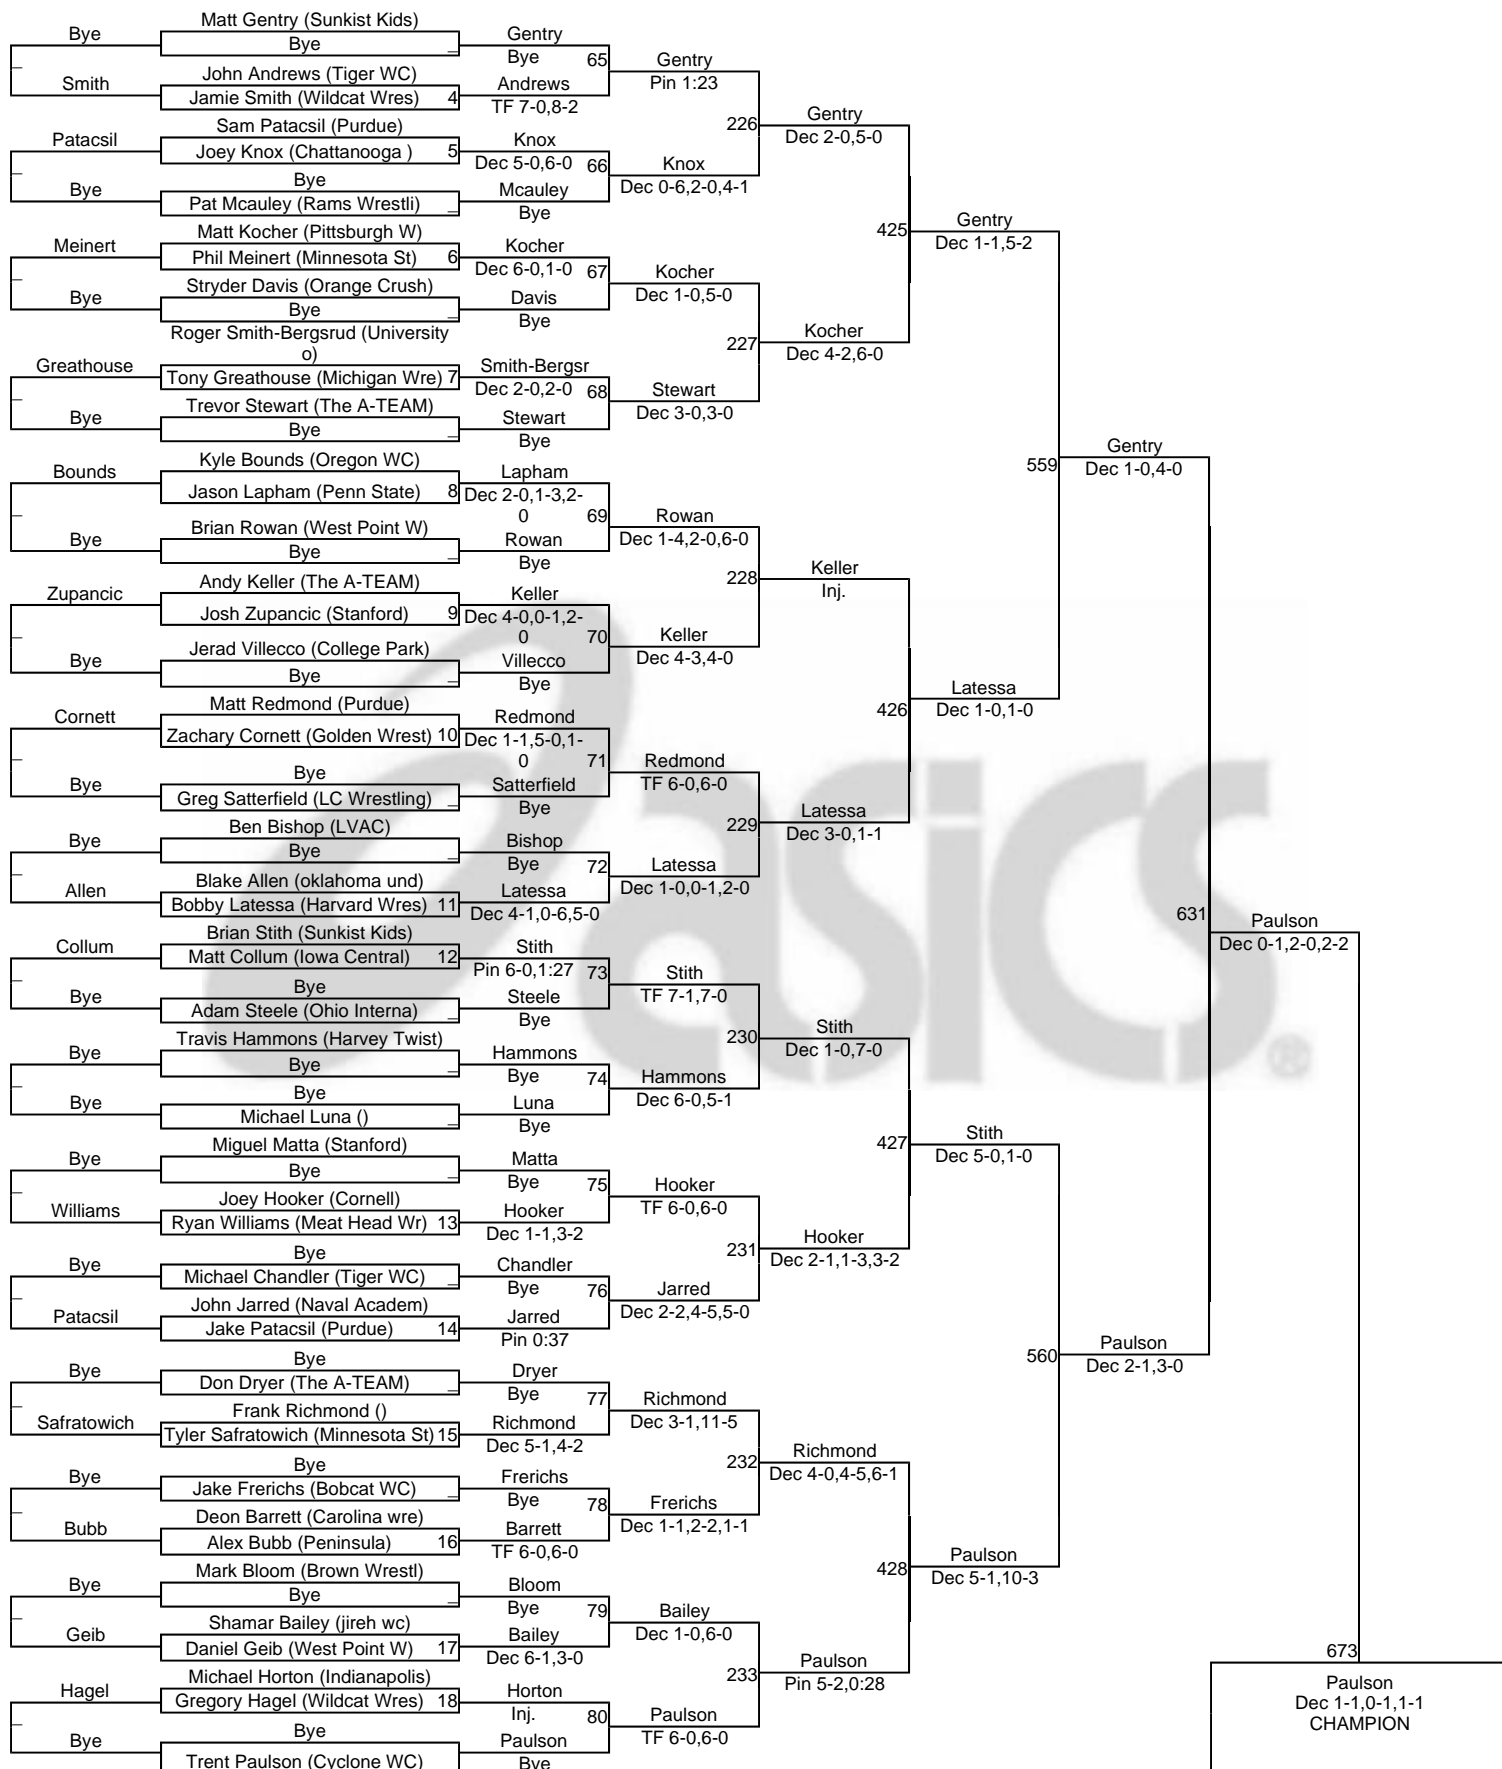 Matt Gentry (Sunkist Kids)
Bye
Bye
_
Gentry
Bye
65
Smith
John Andrews (Tiger WC)
Jamie Smith (Wildcat Wres)
4
Andrews
TF 7-0,8-2
Gentry
Pin 1:23
226
Patacsil
Sam Patacsil (Purdue)
Joey Knox (Chattanooga )
5
Knox
Dec 5-0,6-0
66
Bye
Bye
Pat Mcauley (Rams Wrestli)
_
Mcauley
Bye
Knox
Dec 0-6,2-0,4-1
Gentry
Dec 2-0,5-0
425
Meinert
Matt Kocher (Pittsburgh W)
Phil Meinert (Minnesota St)
6
Kocher
Dec 6-0,1-0
67
Bye
Stryder Davis (Orange Crush)
Bye
_
Davis
Bye
Kocher
Dec 1-0,5-0
227
Greathouse
Roger Smith-Bergsrud (University
o)
Tony Greathouse (Michigan Wre)
7
Smith-Bergsr
Dec 2-0,2-0
68
Bye
Trevor Stewart (The A-TEAM)
Bye
_
Stewart
Bye
Stewart
Dec 3-0,3-0
Kocher
Dec 4-2,6-0
Gentry
Dec 1-1,5-2
559
Bounds
Kyle Bounds (Oregon WC)
Jason Lapham (Penn State)
8
Lapham
Dec 2-0,1-3,2-
0
69
Bye
Brian Rowan (West Point W)
Bye
_
Rowan
Bye
Rowan
Dec 1-4,2-0,6-0
228
Zupancic
Andy Keller (The A-TEAM)
Josh Zupancic (Stanford)
9
Keller
Dec 4-0,0-1,2-
0
70
Bye
Jerad Villecco (College Park)
Bye
_
Villecco
Bye
Keller
Dec 4-3,4-0
Keller
Inj.
426
Cornett
Matt Redmond (Purdue)
Zachary Cornett (Golden Wrest)
10
Redmond
Dec 1-1,5-0,1-
0
71
Bye
Bye
Greg Satterfield (LC Wrestling)
_
Satterfield
Bye
Redmond
TF 6-0,6-0
229
Bye
Ben Bishop (LVAC)
Bye
_
Bishop
Bye
72
Allen
Blake Allen (oklahoma und)
Bobby Latessa (Harvard Wres)
11
Latessa
Dec 4-1,0-6,5-0
Latessa
Dec 1-0,0-1,2-0
Latessa
Dec 3-0,1-1
Latessa
Dec 1-0,1-0
Gentry
Dec 1-0,4-0
631
Collum
Brian Stith (Sunkist Kids)
Matt Collum (Iowa Central)
12
Stith
Pin 6-0,1:27
73
Bye
Bye
Adam Steele (Ohio Interna)
_
Steele
Bye
Stith
TF 7-1,7-0
230
Bye
Travis Hammons (Harvey Twist)
Bye
_
Hammons
Bye
74
Bye
Bye
Michael Luna ()
_
Luna
Bye
Hammons
Dec 6-0,5-1
Stith
Dec 1-0,7-0
427
Bye
Miguel Matta (Stanford)
Bye
_
Matta
Bye
75
Williams
Joey Hooker (Cornell)
Ryan Williams (Meat Head Wr)
13
Hooker
Dec 1-1,3-2
Hooker
TF 6-0,6-0
231
Bye
Bye
Michael Chandler (Tiger WC)
_
Chandler
Bye
76
Patacsil
John Jarred (Naval Academ)
Jake Patacsil (Purdue)
14
Jarred
Pin 0:37
Jarred
Dec 2-2,4-5,5-0
Hooker
Dec 2-1,1-3,3-2
Stith
Dec 5-0,1-0
560
Bye
Bye
Don Dryer (The A-TEAM)
_
Dryer
Bye
77
Safratowich
Frank Richmond ()
Tyler Safratowich (Minnesota St)
15
Richmond
Dec 5-1,4-2
Richmond
Dec 3-1,11-5
232
Bye
Bye
Jake Frerichs (Bobcat WC)
_
Frerichs
Bye
78
Bubb
Deon Barrett (Carolina wre)
Alex Bubb (Peninsula)
16
Barrett
TF 6-0,6-0
Frerichs
Dec 1-1,2-2,1-1
Richmond
Dec 4-0,4-5,6-1
428
Bye
Mark Bloom (Brown Wrestl)
Bye
_
Bloom
Bye
79
Geib
Shamar Bailey (jireh wc)
Daniel Geib (West Point W)
17
Bailey
Dec 6-1,3-0
Bailey
Dec 1-0,6-0
233
Hagel
Michael Horton (Indianapolis)
Gregory Hagel (Wildcat Wres)
18
Horton
Inj.
80
Bye
Bye
Trent Paulson (Cyclone WC)
Paulson
Bye
Paulson
TF 6-0,6-0
Paulson
Pin 5-2,0:28
Paulson
Dec 5-1,10-3
Paulson
Dec 2-1,3-0
Paulson
Dec 0-1,2-0,2-2
673
Paulson
Dec 1-1,0-1,1-1
CHAMPION
asics
®